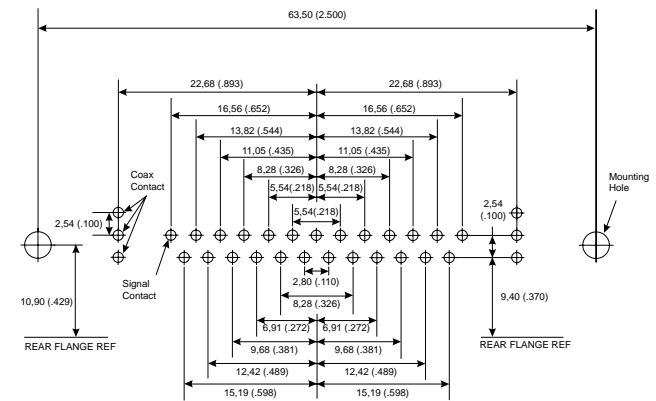 63,50 (2.500)
22,68 (.893) 22,68 (.893)
16,56 (.652) 16,56 (.652)
13,82 (.544) 13,82 (.544)
11,05 (.435) 11,05 (.435)
8,28 (.326) 8,28 (.326)
5,54(.218) 5,54(.218)
5,54(.218)
Coax
Contact
Mounting
Hole
2,54 (.100)
2,54
(.100)
Signal
Contact
2,80 (.110)
8,28 (.326)
10,90 (.429)
9,40 (.370)
6,91 (.272) 6,91 (.272)
REAR FLANGE REF
REAR FLANGE REF
9,68 (.381) 9,68 (.381)
12,42 (.489) 12,42 (.489)
15,19 (.598) 15,19 (.598)